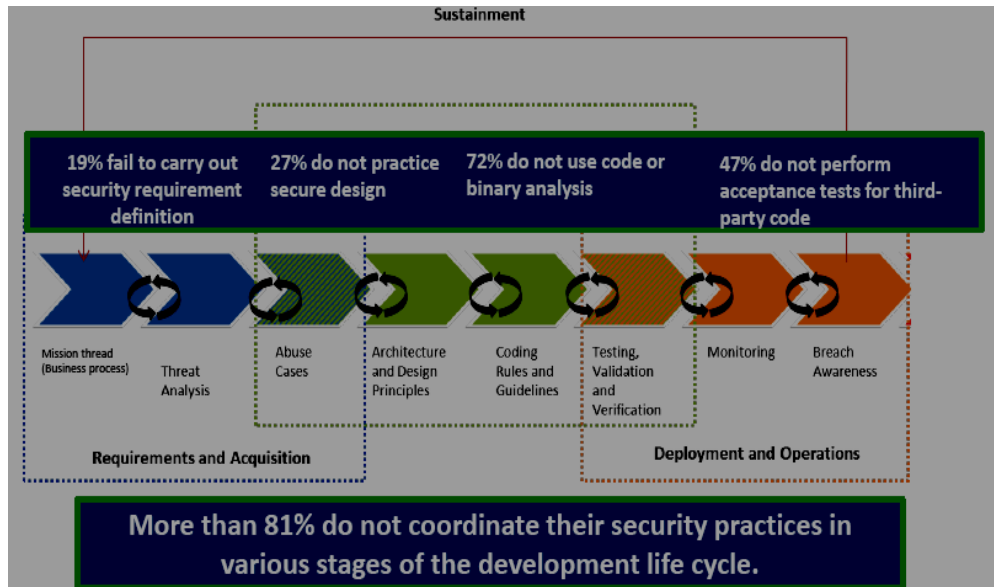 Sustainment
19% fail to carry out
security requirement
definition
27% do not practice
secure design
72% do not use code or
binary analysis
47% do not perform
acceptance tests for third-
party code
Mission thread
(Business process)
Threat
Analysis
Abuse
Cases
Architecture
and Design
Principles
Coding
Rules and
Guidelines
Testing,
Validation
and
Verification
Monitoring
Breach
Awareness
Requirements and Acquisition
Deployment and Operations
More than 81% do not coordinate their security practices in
various stages of the development life cycle.